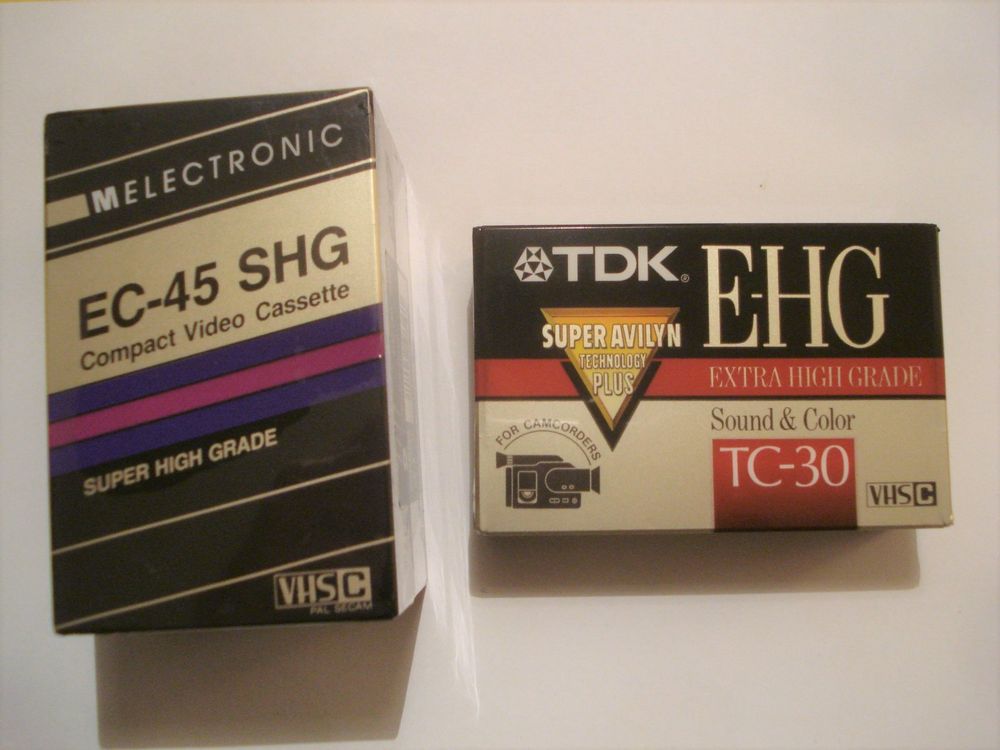 MELECTRONIC
EC-45 SHG
Compact Video Cassette
SUPER HIGH GRADE
VHS C
PAL SECAM
TDK®
E-HG
SUPER AVILYN
TECHNOLOGY
PLUS
EXTRA HIGH GRADE
FOR CAMCORDERS
Sound & Color
TC-30
VHS C